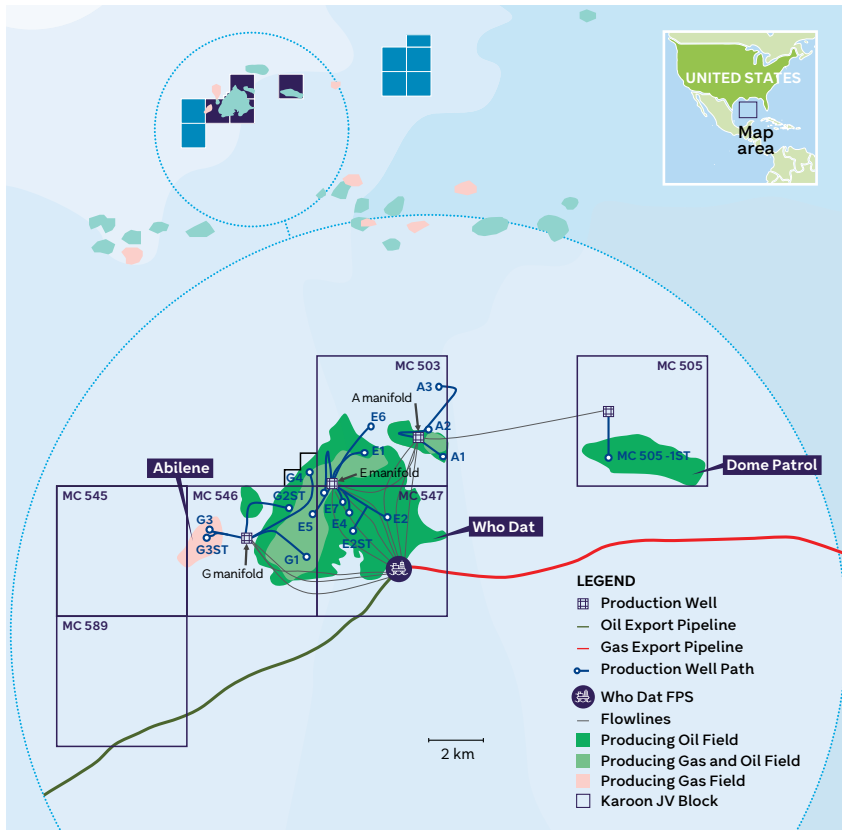 UNITED STATES
Map
area
MC 503
MC 505
A3
A manifold
E6
A2
E1
A1
MC 505 -1ST
Dome Patrol
Abilene
G4
E manifold
MC 545
MC 546
G2ST
MC 547
G3
E7
E5
E4
E2
Who Dat
G3ST
E2ST
G1
G manifold
MC 589
LEGEND
Production Well
Oil Export Pipeline
Gas Export Pipeline
Production Well Path
Who Dat FPS
Flowlines
Producing Oil Field
Producing Gas and Oil Field
Producing Gas Field
Karoon JV Block
2 km